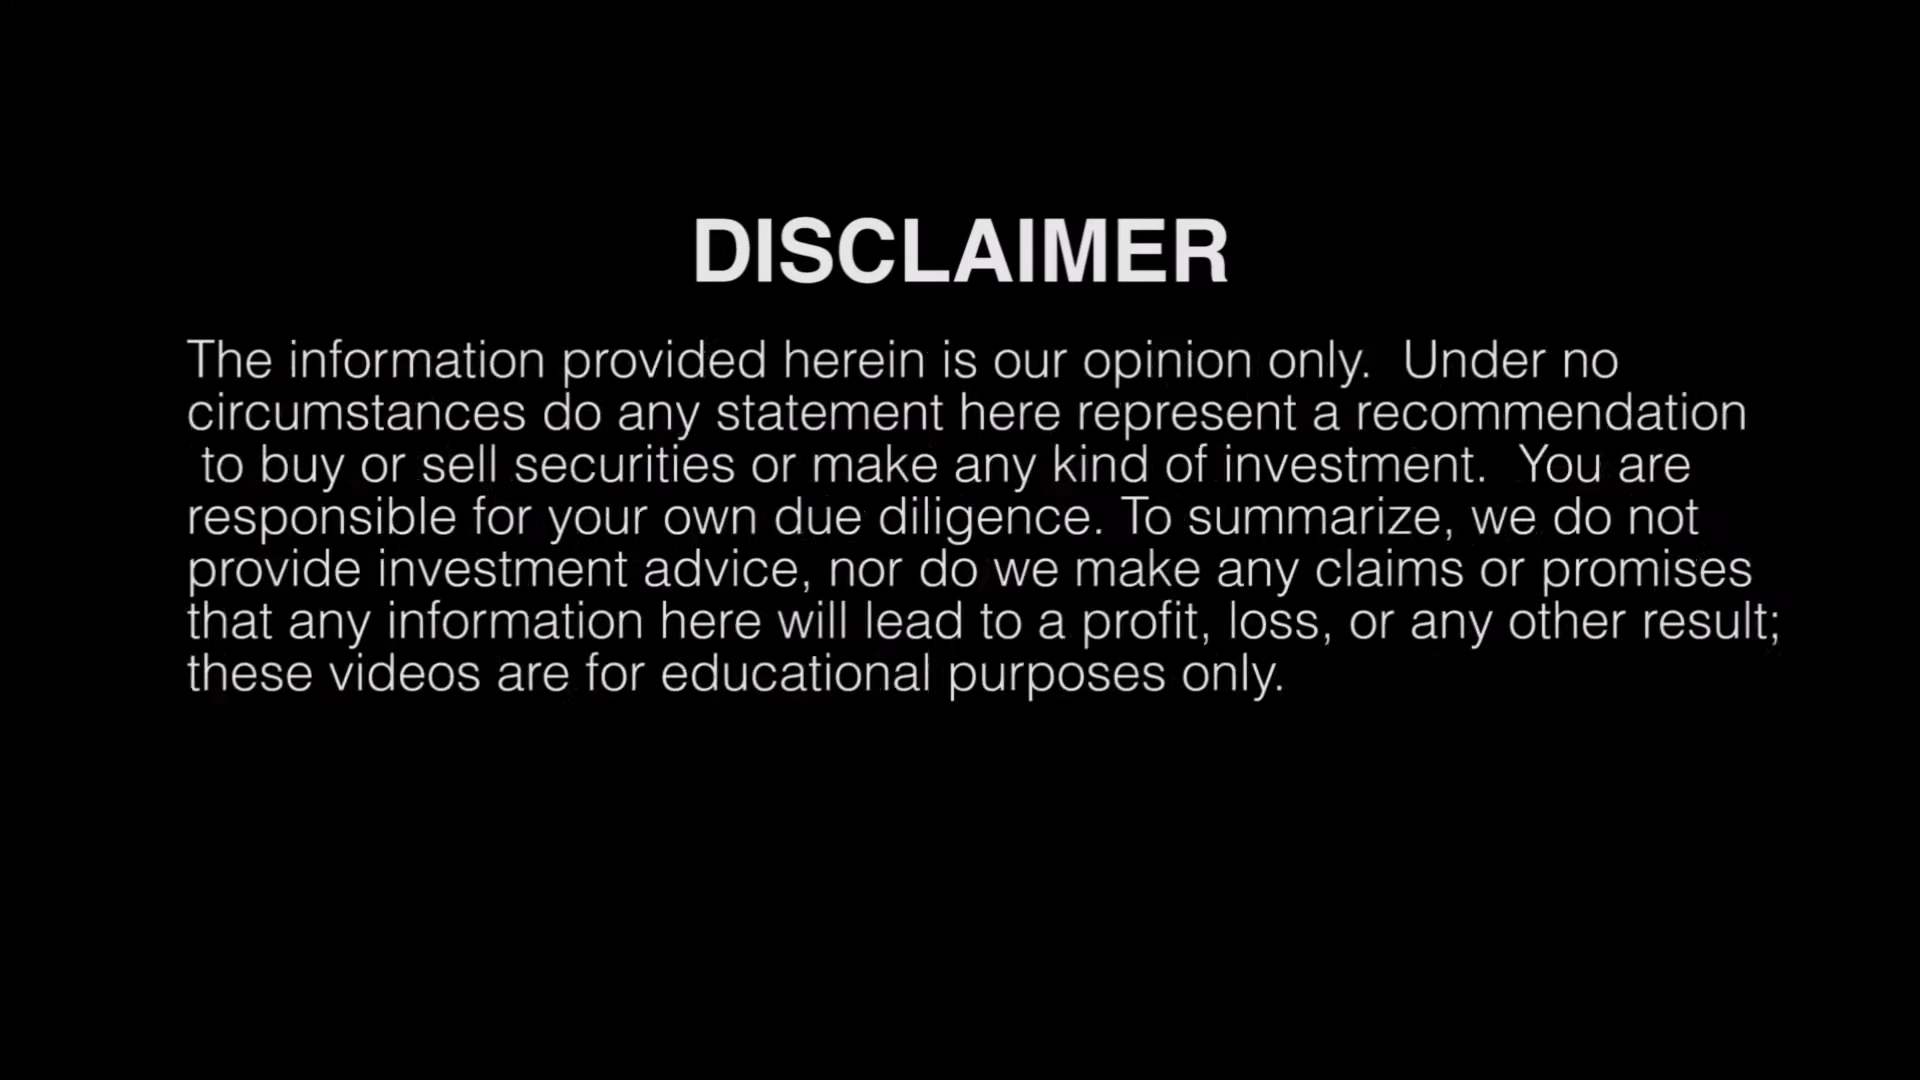 DISCLAIMER
The information provided herein is our opinion only.  Under no
circumstances do any statement here represent a recommendation
to buy or sell securities or make any kind of investment.  You are
responsible for your own due diligence. To summarize, we do not
provide investment advice, nor do we make any claims or promises
that any information here will lead to a profit, loss, or any other result;
these videos are for educational purposes only.